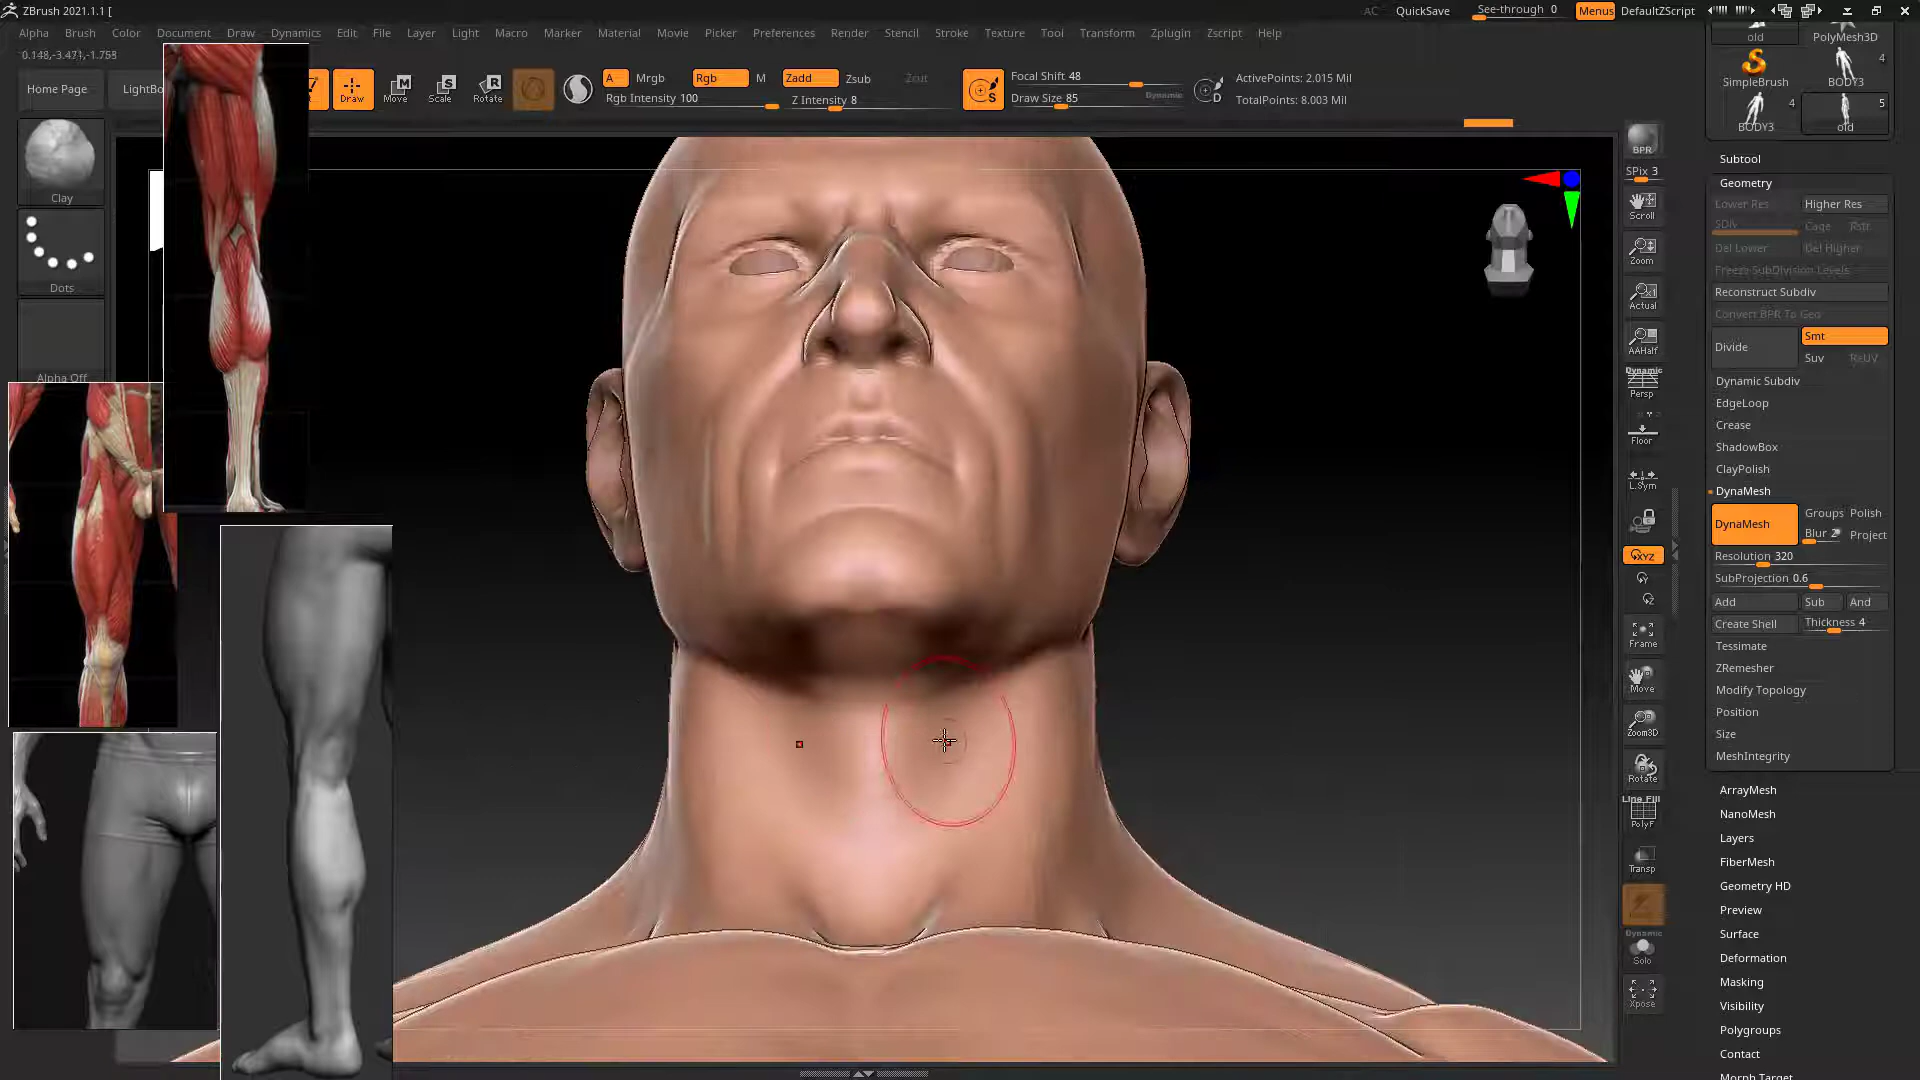 ZBrush 2021.1.1 [
AC QuickSave See-through 0 Menus DefaultZScript
Alpha Brush Color Document Draw Dynamics Edit File Layer Light Macro Marker Material Movie Picker Preferences Render Stencil Stroke Texture Tool Transform Zplugin Zscript Help
0.148,-3.471,-1.753
Home Page
LightBo
Draw
Move
Scale
Rotate
A Mrgb Rgb M Zadd Zsub Zcut
Rgb Intensity 100
Z Intensity 8
Focal Shift 48
Draw Size 85
Dynamic
S
D
ActivePoints: 2.015 Mil
TotalPoints: 8.003 Mil
Clay
Dots
Alpha Off
BPR
SPix 3
Scroll
Zoom
Actual
AAHalf
Dynamic
Persp
Floor
L.Sym
XYZ
Frame
Move
Zoom3D
Rotate
Line Fill
PolyF
Transp
Dynamic
Solo
Xpose
old
PolyMesh3D
SimpleBrush
4
BODY3
4
BODY3
5
old
Subtool
Geometry
Lower Res Higher Res
SDiv Cage Rstr
Del Lower Del Higher
Freeze SubDivision Levels
Reconstruct Subdiv
Convert BPR To Geo
Divide
Smt
Suv ReUV
Dynamic Subdiv
EdgeLoop
Crease
ShadowBox
ClayPolish
DynaMesh
DynaMesh
Groups Polish
Blur 2 Project
Resolution 320
SubProjection 0.6
Add Sub And
Create Shell Thickness 4
Tessimate
ZRemesher
Modify Topology
Position
Size
MeshIntegrity
ArrayMesh
NanoMesh
Layers
FiberMesh
Geometry HD
Preview
Surface
Deformation
Masking
Visibility
Polygroups
Contact
Morph Target